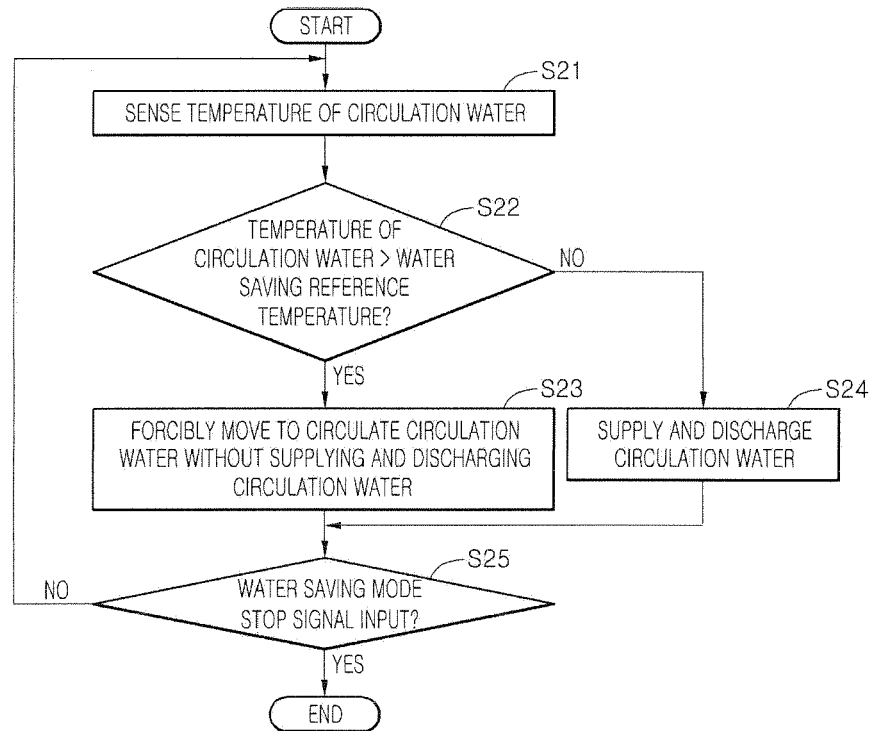 START
S21
SENSE TEMPERATURE OF CIRCULATION WATER
S22
TEMPERATURE OF
CIRCULATION WATER > WATER
SAVING REFERENCE
TEMPERATURE?
NO
YES
S23
FORCIBLY MOVE TO CIRCULATE CIRCULATION
WATER WITHOUT SUPPLYING AND DISCHARGING
CIRCULATION WATER
S24
SUPPLY AND DISCHARGE
CIRCULATION WATER
S25
WATER SAVING MODE
STOP SIGNAL INPUT?
NO
YES
END